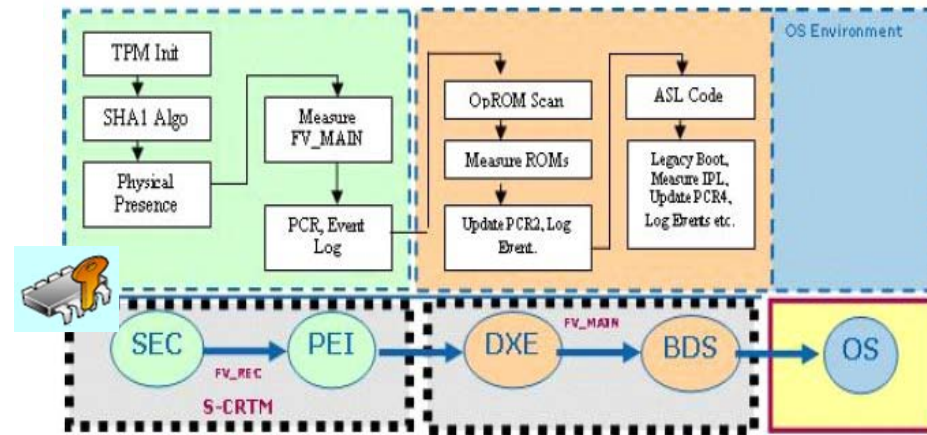 OS Environment
TPM Init
SHA1 Algo
Physical
Presence
Measure
FV_MAIN
PCR, Event
Log
OpROM Scan
Measure ROMs
Update PCR2, Log
Event.
ASL Code
Legacy Boot,
Measure IPL,
Update PCR4,
Log Events etc.
SEC
FV_REC
PEI
S-CRTM
DXE
FV_MAIN
BDS
OS